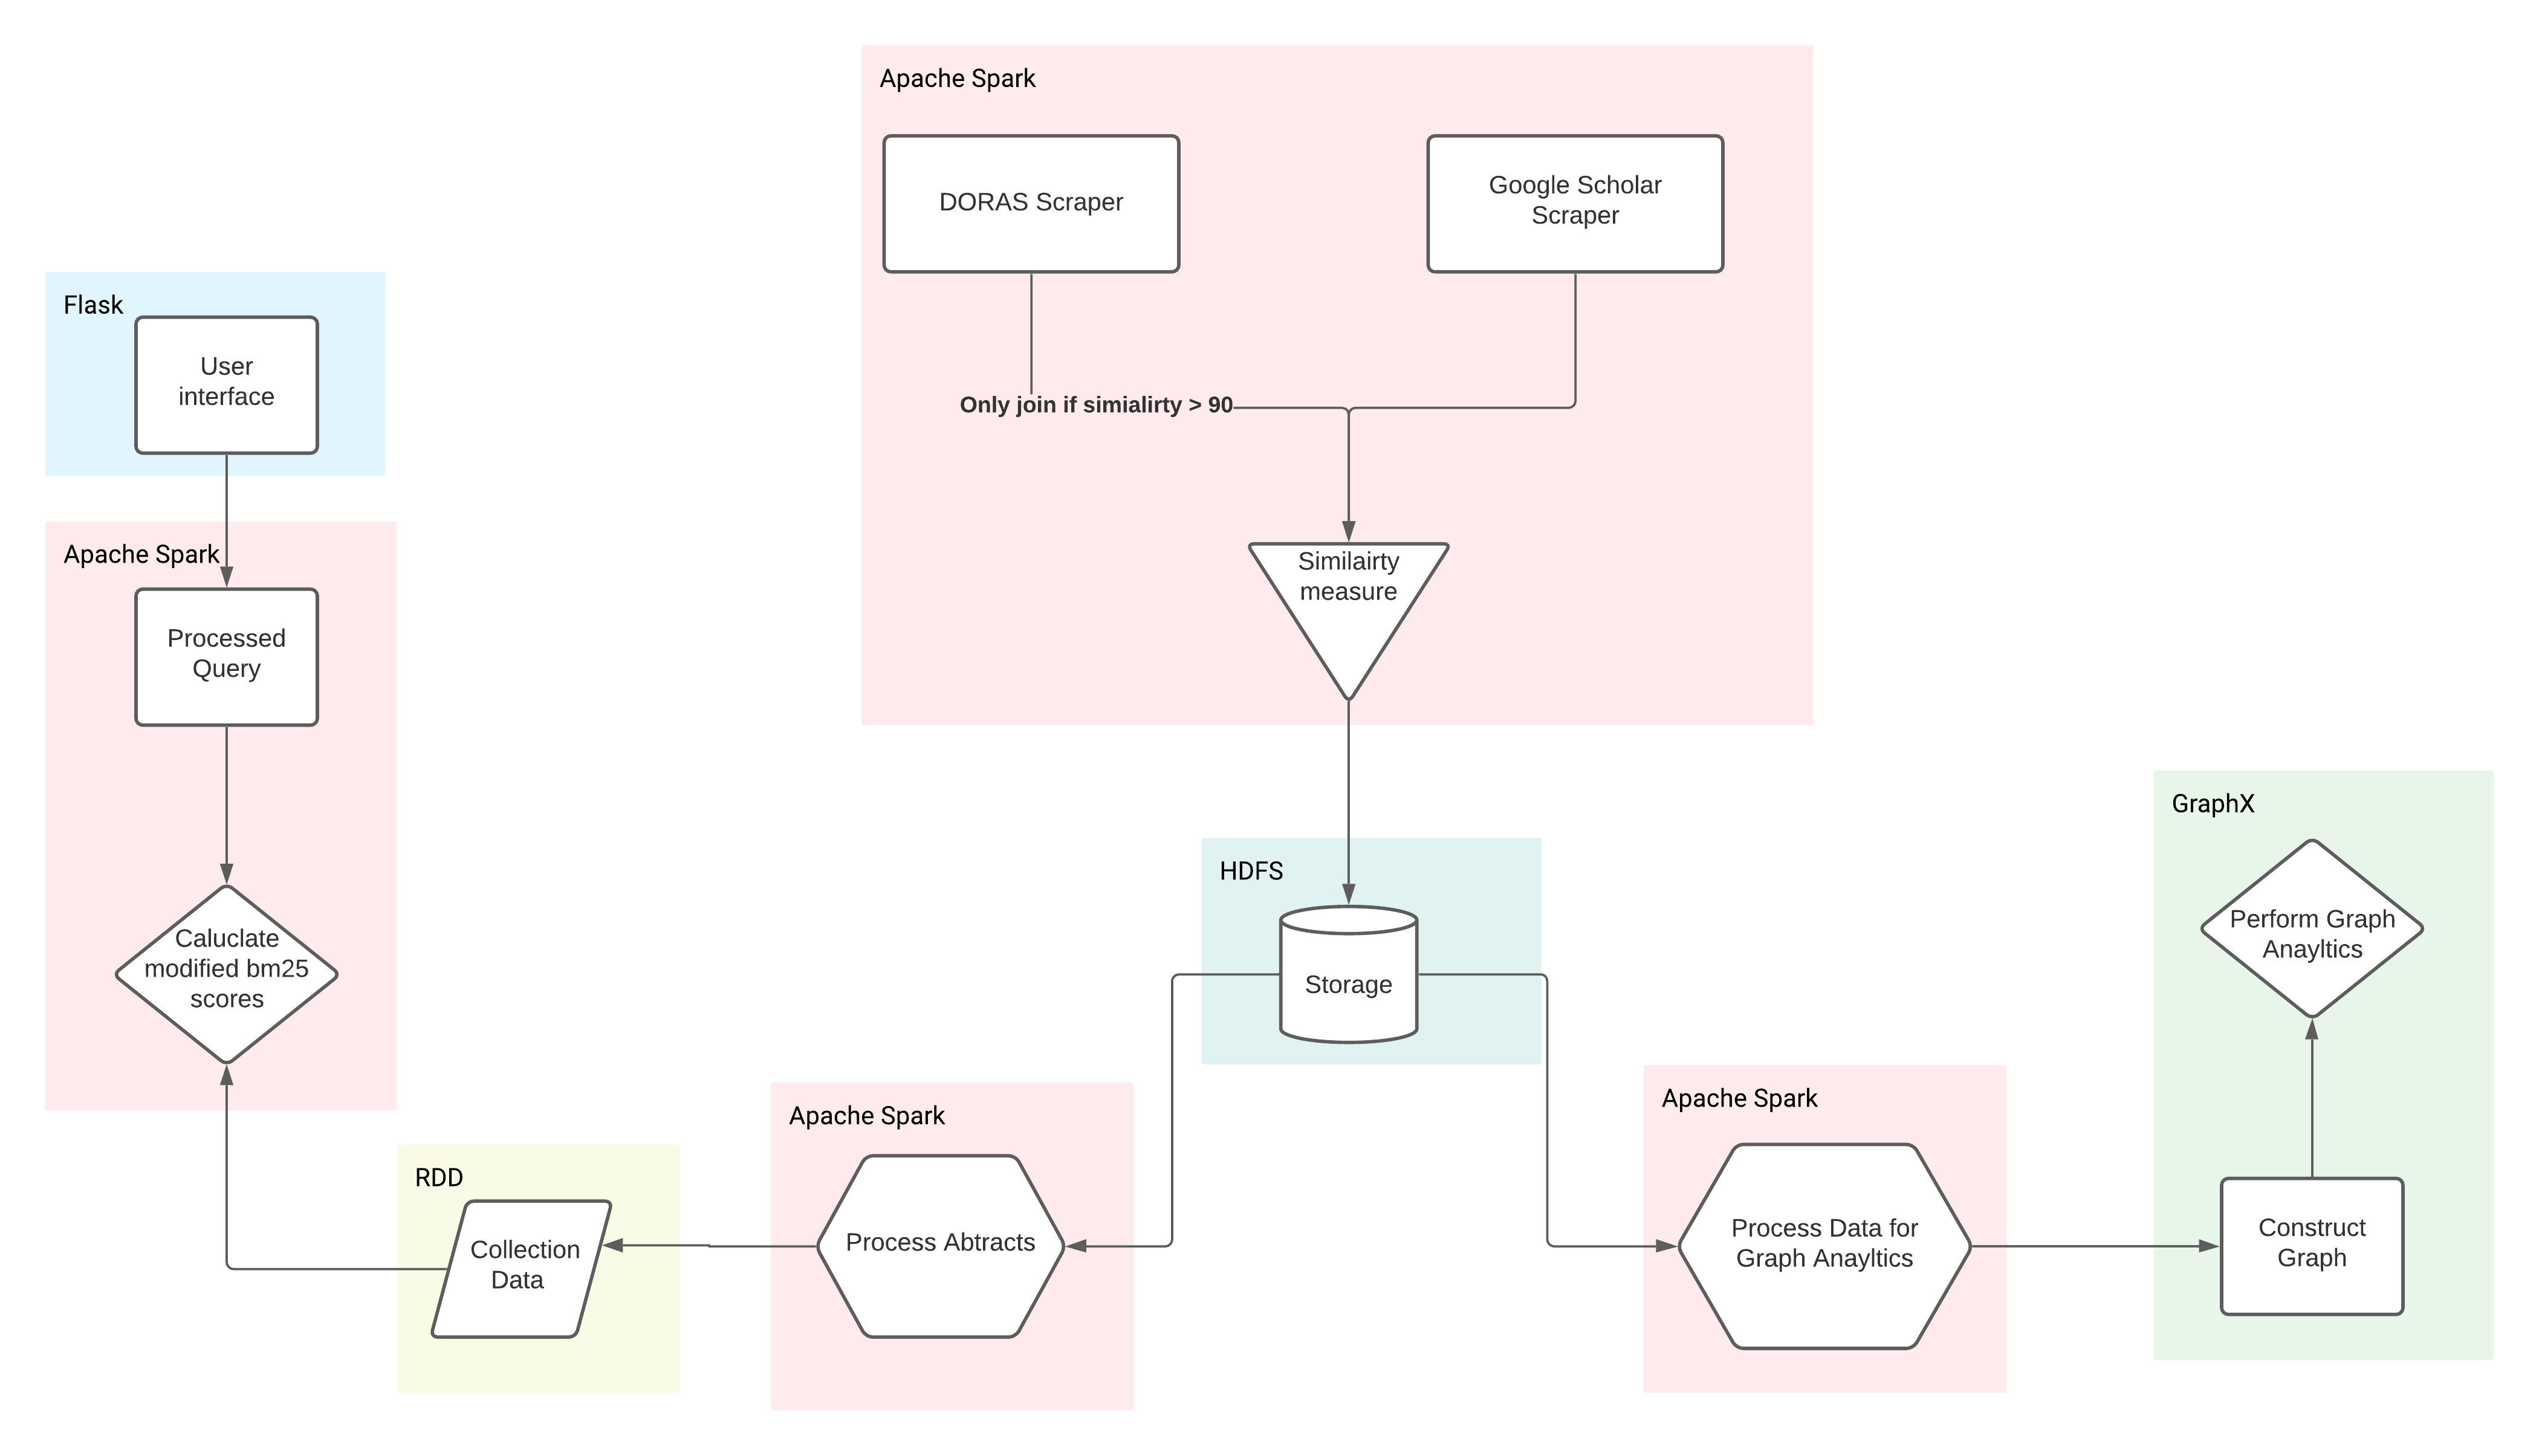 Apache Spark
DORAS Scraper
Google Scholar
Scraper
Only join if simialirty > 90
Similairty
measure
Flask
User
interface
Apache Spark
Processed
Query
Caluclate
modified bm25
scores
HDFS
Storage
GraphX
Perform Graph
Anayltics
Construct
Graph
Apache Spark
Process Data for
Graph Anayltics
Apache Spark
Process Abtracts
RDD
Collection
Data